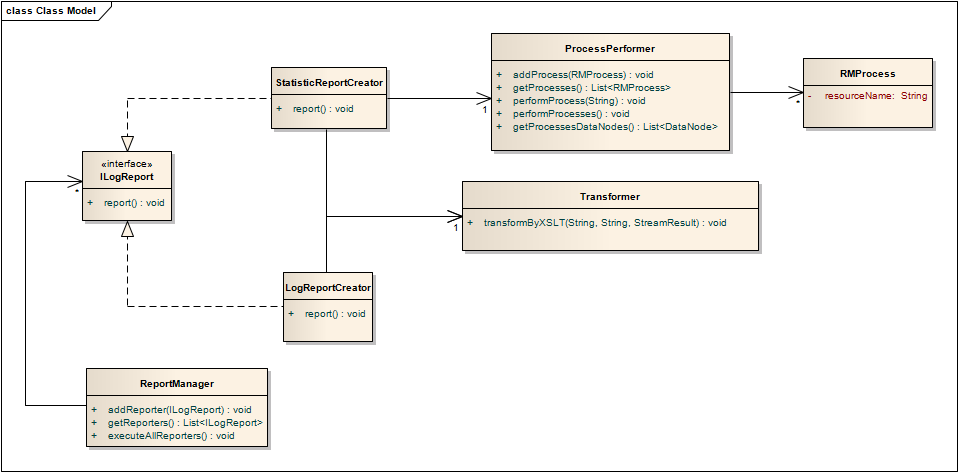 class Class Model
StatisticReportCreator
+ report() : void
ProcessPerformer
+ addProcess(RMProcess) : void
+ getProcesses() : List<RMProcess>
+ performProcess(String) : void
+ performProcesses() : void
+ getProcessesDataNodes() : List<DataNode>
1
RMProcess
- resourceName: String
*
«interface»
ILogReport
+ report() : void
*
Transformer
+ transformByXSLT(String, String, StreamResult) : void
1
LogReportCreator
+ report() : void
ReportManager
+ addReporter(ILogReport) : void
+ getReporters() : List<ILogReport>
+ executeAllReporters() : void